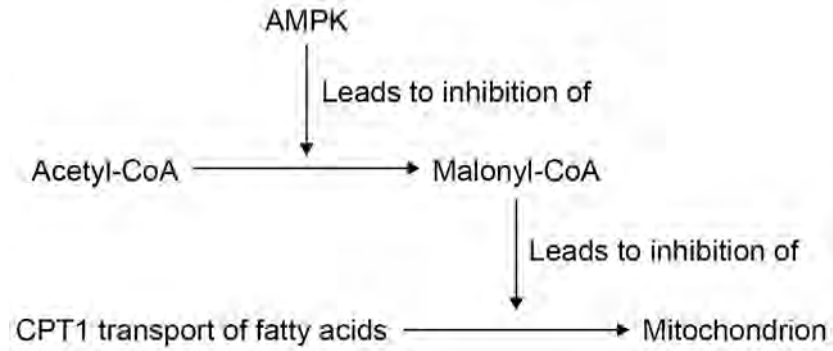 AMPK
Leads to inhibition of
Acetyl-CoA
Malonyl-CoA
Leads to inhibition of
CPT1 transport of fatty acids
Mitochondrion